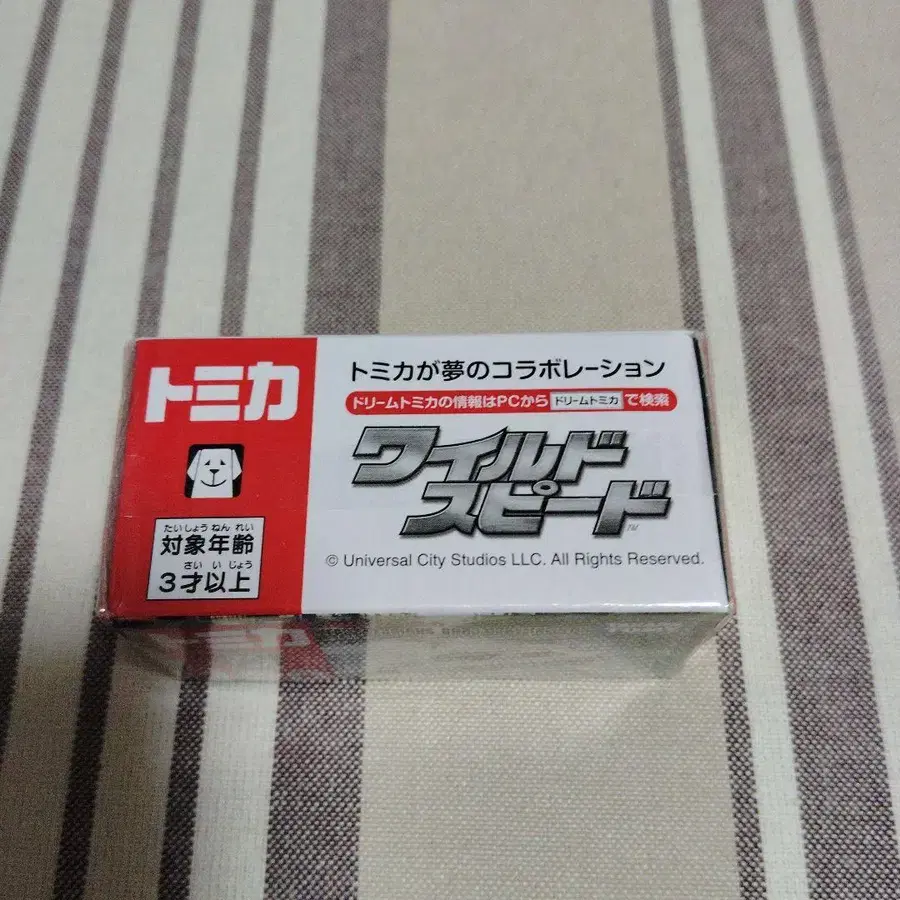 トミカ
たいしょうねんれい
対象年齢
さいいじょう
3才以上
トミカが夢のコラボレーション
ドリームトミカの情報はPCから ドリームトミカ で検索
ワイルド
スピード
TM
© Universal City Studios LLC. All Rights Reserved.